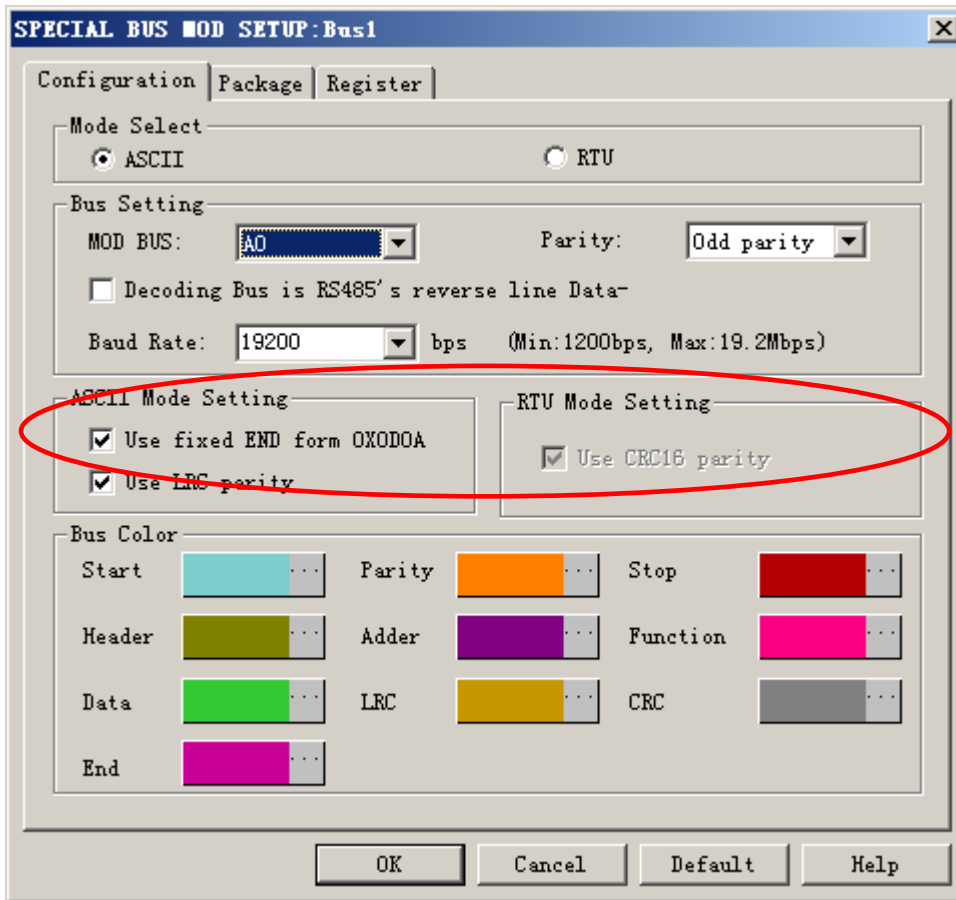 SPECIAL BUS MOD SETUP:Bus1
Configuration Package Register
Mode Select
ASCII RTU
Bus Setting
MOD BUS: A0 Parity: Odd parity
Decoding Bus is RS485's reverse line Data-
Baud Rate: 19200 bps (Min:1200bps, Max:19.2Mbps)
ASCII Mode Setting RTU Mode Setting
Use fixed END form 0X0D0A
Use CRC16 parity
Use LRC parity
Bus Color
Start ... Parity ... Stop ...
Header ... Adder ... Function ...
Data ... LRC ... CRC ...
End ...
OK Cancel Default Help